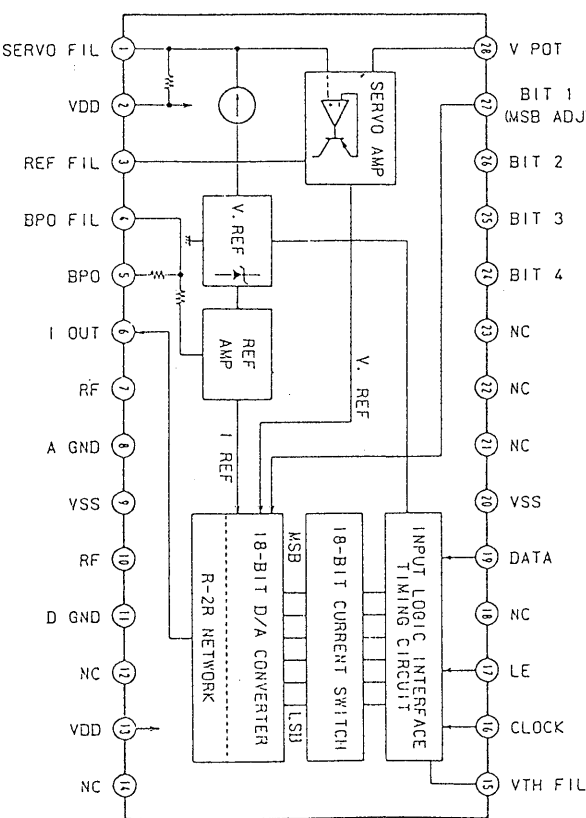 SERVO FIL 1
VDD 2
REF FIL 3
BPO FIL 4
BPO 5
I OUT 6
RF 7
A GND 8
VSS 9
RF 10
D GND 11
NC 12
VDD 13
NC 14
SERVO AMP
V. REF
REF
AMP
V. REF
I REF
MSB
LSB
18-BIT D/A CONVERTER
R-2R NETWORK
18-BIT CURRENT SWITCH
INPUT LOGIC INTERFACE
TIMING CIRCUIT
28 V POT
27 BIT 1
(MSB ADJ
26 BIT 2
25 BIT 3
24 BIT 4
23 NC
22 NC
21 NC
20 VSS
19 DATA
18 NC
17 LE
16 CLOCK
15 VTH FIL